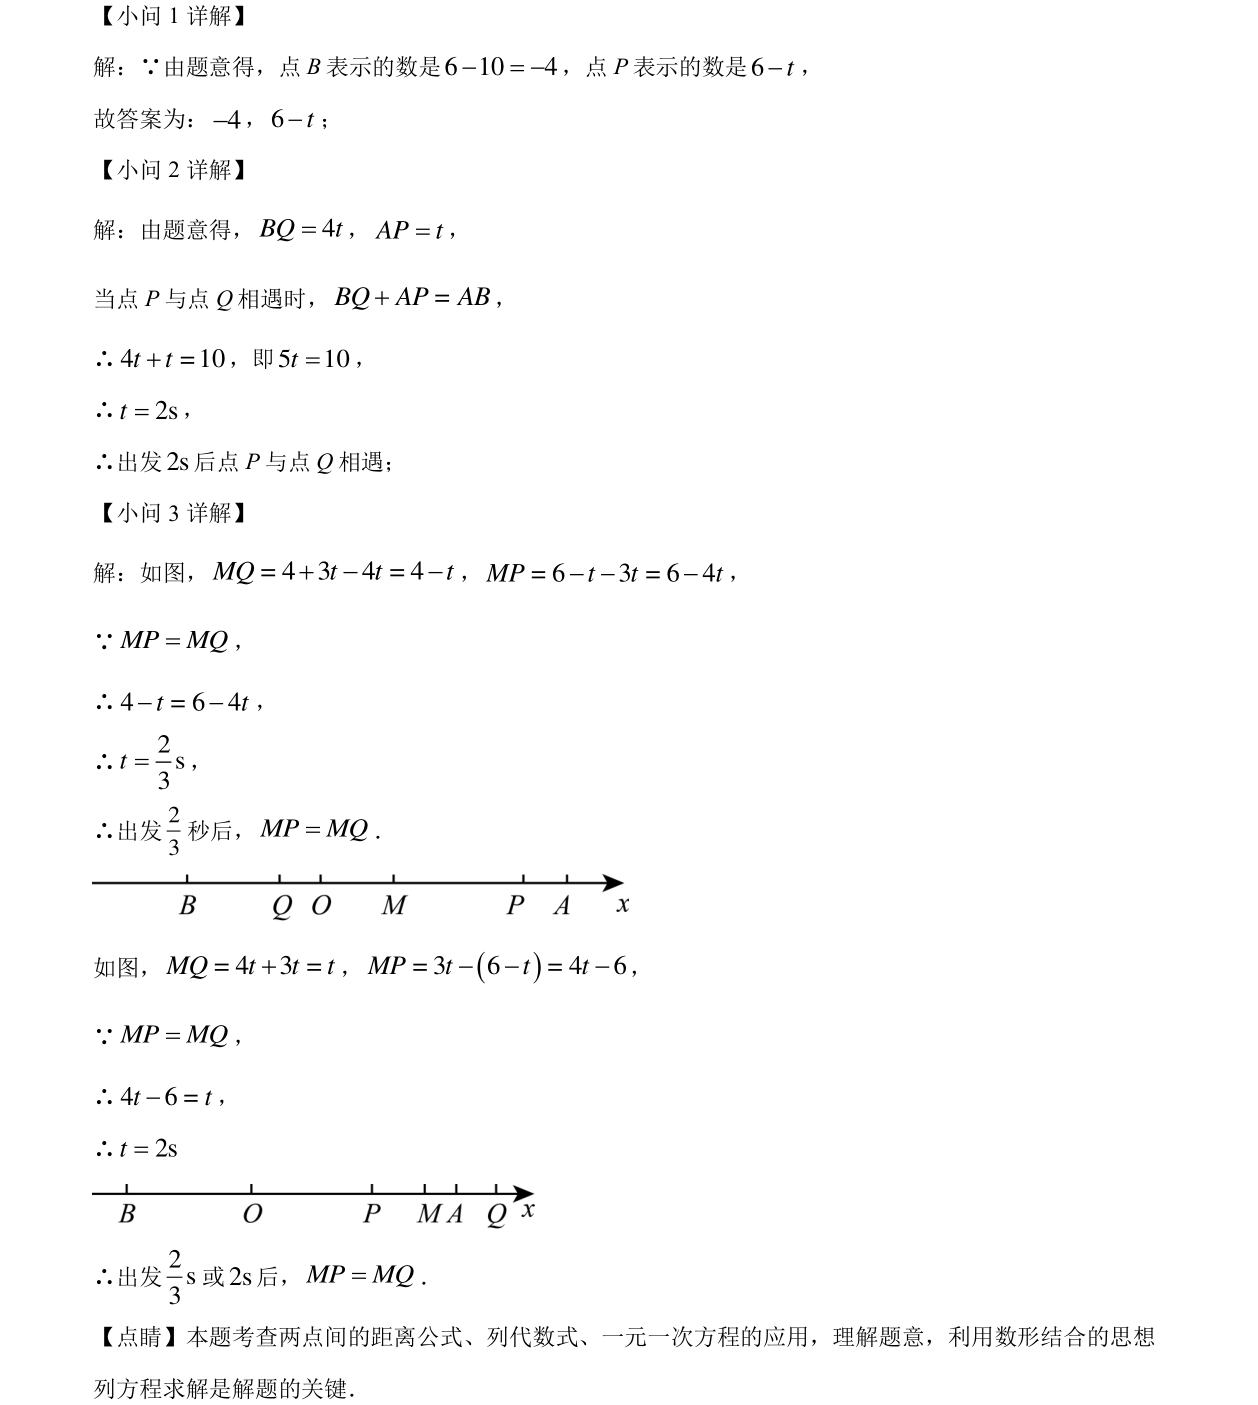 【小问 1 详解】
解：∵由题意得，点 B 表示的数是 6−10=−4，点 P 表示的数是 6−t，
故答案为：−4，6−t；
【小问 2 详解】
解：由题意得，BQ=4t，AP=t，
当点 P 与点 Q 相遇时，BQ+AP=AB，
∴4t+t=10，即5t=10，
∴t=2s，
∴出发2s后点 P 与点 Q 相遇；
【小问 3 详解】
解：如图，MQ=4+3t−4t=4−t，MP=6−t−3t=6−4t，
∵MP=MQ，
∴4−t=6−4t，
∴t=2/3s，
∴出发2/3秒后，MP=MQ．
B Q O M P A x
如图，MQ=4t+3t=t，MP=3t−(6−t)=4t−6，
∵MP=MQ，
∴4t−6=t，
∴t=2s
B O P M A Q x
∴出发2/3s或2s后，MP=MQ．
【点睛】本题考查两点间的距离公式、列代数式、一元一次方程的应用，理解题意，利用数形结合的思想
列方程求解是解题的关键．